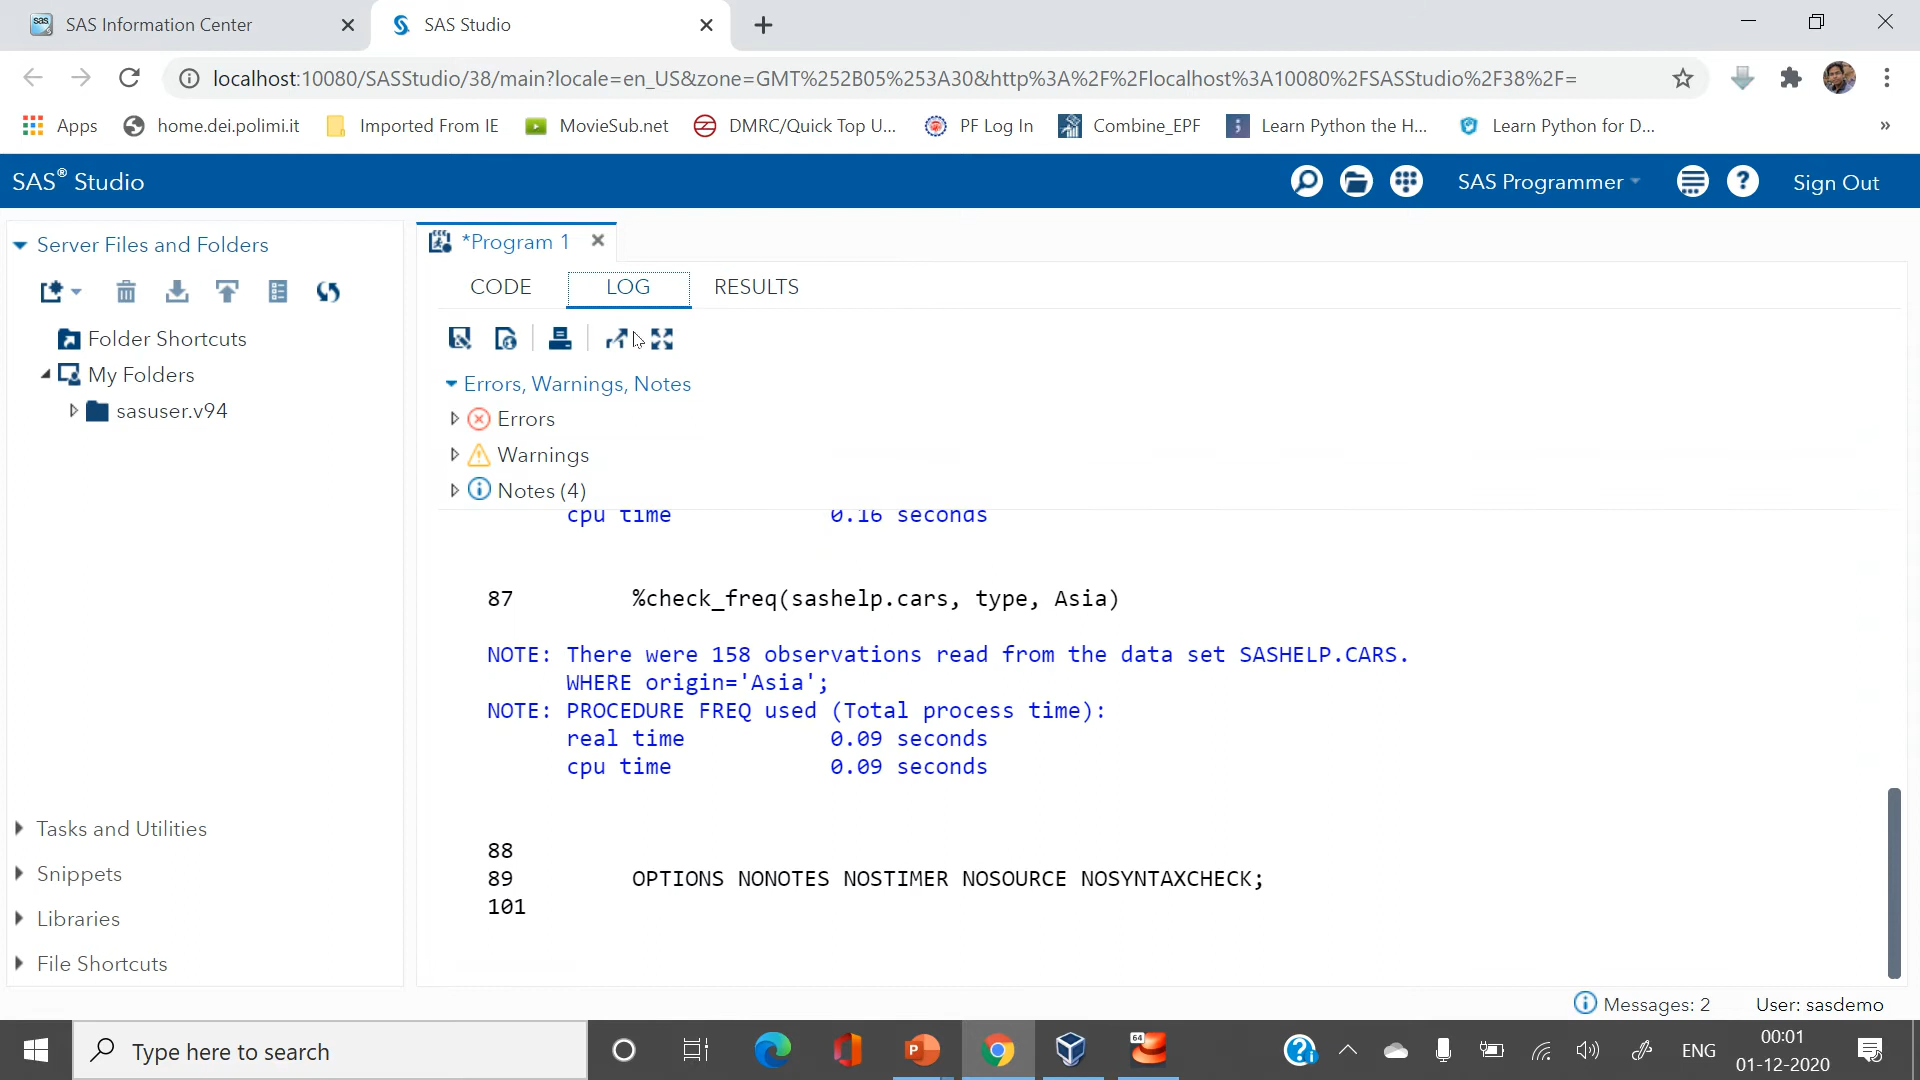 SAS Information Center
SAS Studio
localhost:10080/SASStudio/38/main?locale=en_US&zone=GMT%252B05%253A30&http%3A%2F%2Flocalhost%3A10080%2FSASStudio%2F38%2F=
Apps
home.dei.polimi.it
Imported From IE
MovieSub.net
DMRC/Quick Top U...
PF Log In
Combine_EPF
Learn Python the H...
Learn Python for D...
»
SAS® Studio
SAS Programmer
Sign Out
Server Files and Folders
Folder Shortcuts
My Folders
sasuser.v94
Tasks and Utilities
Snippets
Libraries
File Shortcuts
*Program 1
CODE LOG RESULTS
Errors, Warnings, Notes
Errors
Warnings
Notes (4)
cpu time 0.16 seconds
87 %check_freq(sashelp.cars, type, Asia)
NOTE: There were 158 observations read from the data set SASHELP.CARS.
WHERE origin='Asia';
NOTE: PROCEDURE FREQ used (Total process time):
real time 0.09 seconds
cpu time 0.09 seconds
88
89 OPTIONS NONOTES NOSTIMER NOSOURCE NOSYNTAXCHECK;
101
Messages: 2
User: sasdemo
Type here to search
64
ENG
00:01
01-12-2020